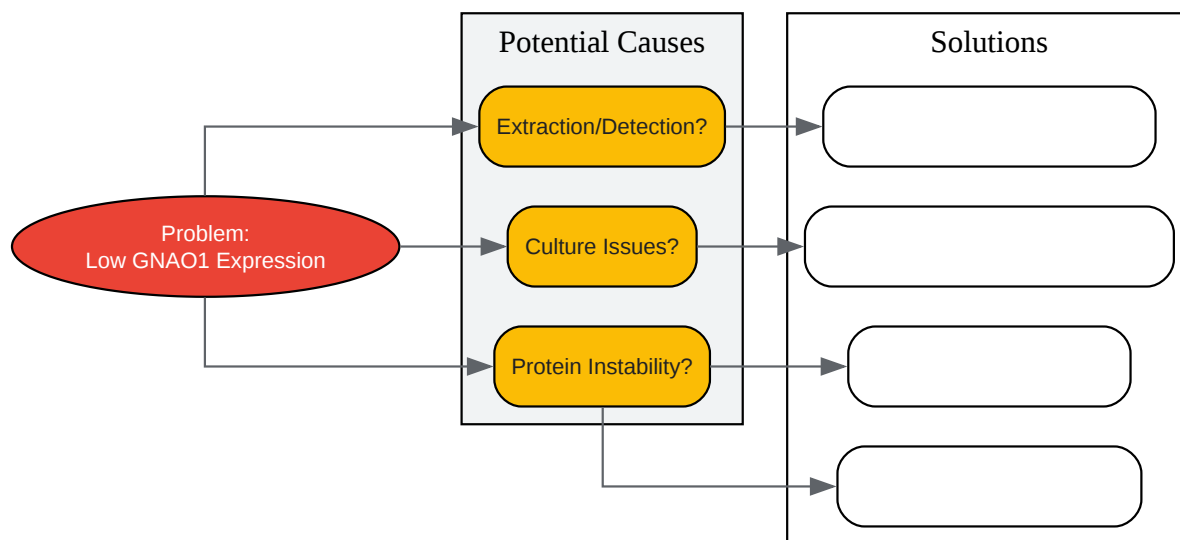 Potential Causes
Solutions
Extraction/Detection?
Problem:
Low GNAO1 Expression
Culture Issues?
Protein Instability?